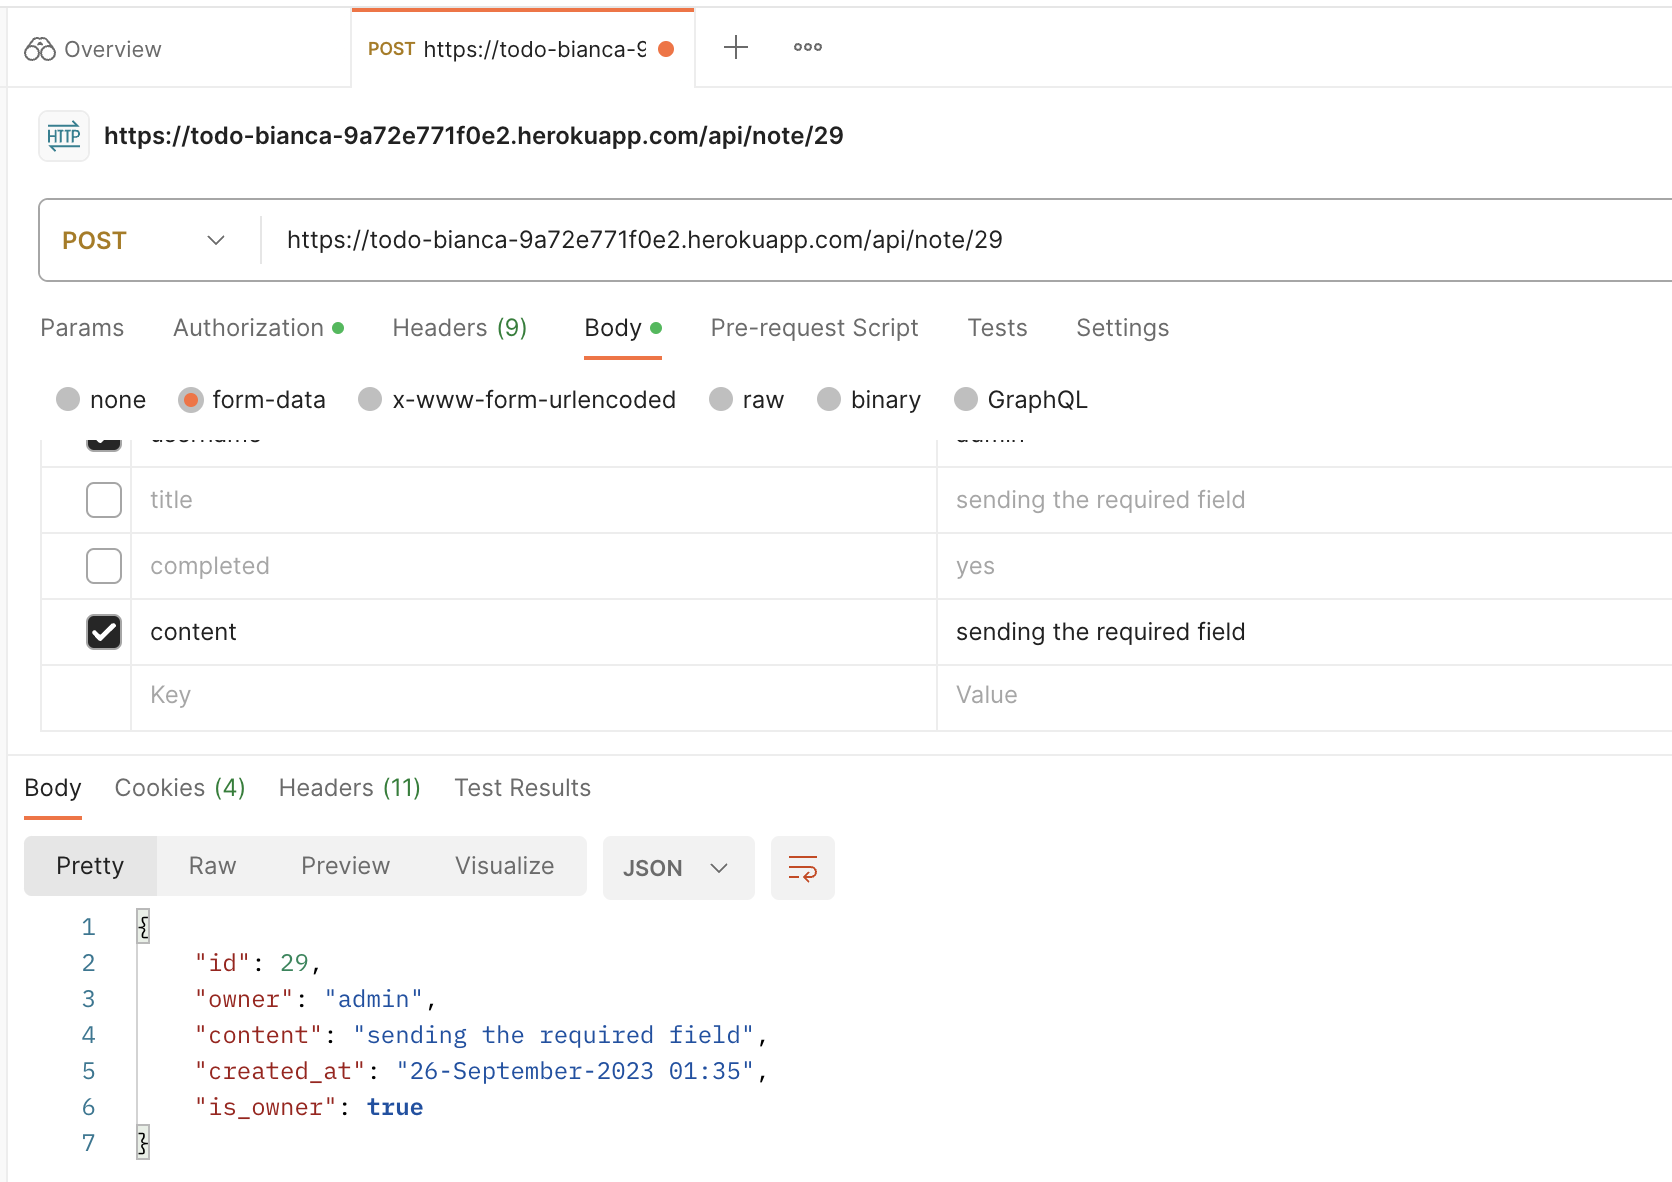 Overview
POST https://todo-bianca-9
HTTP https://todo-bianca-9a72e771f0e2.herokuapp.com/api/note/29
POST https://todo-bianca-9a72e771f0e2.herokuapp.com/api/note/29
Params Authorization Headers (9) Body Pre-request Script Tests Settings
none form-data x-www-form-urlencoded raw binary GraphQL
username admin
title sending the required field
completed yes
content sending the required field
Key Value
Body Cookies (4) Headers (11) Test Results
Pretty Raw Preview Visualize JSON
1 {
2 "id": 29,
3 "owner": "admin",
4 "content": "sending the required field",
5 "created_at": "26-September-2023 01:35",
6 "is_owner": true
7 }